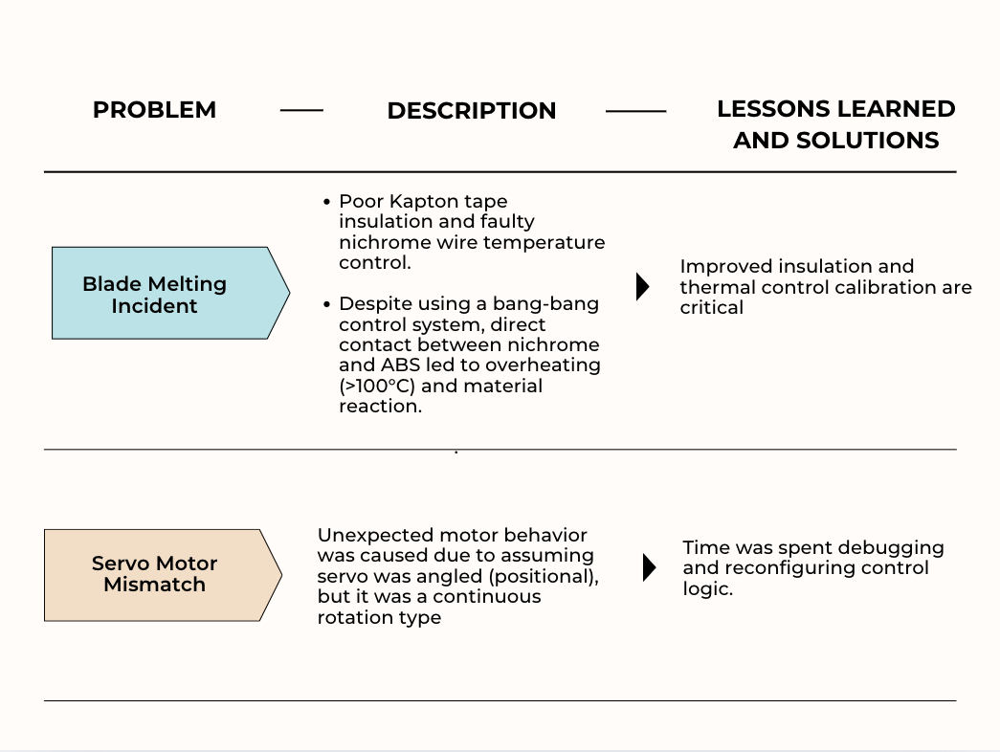 PROBLEM
DESCRIPTION
LESSONS LEARNED
AND SOLUTIONS
Blade Melting
Incident
• Poor Kapton tape
insulation and faulty
nichrome wire temperature
control.
• Despite using a bang-bang
control system, direct
contact between nichrome
and ABS led to overheating
(>100°C) and material
reaction.
Improved insulation and
thermal control calibration are
critical
.
Servo Motor
Mismatch
Unexpected motor behavior
was caused due to assuming
servo was angled (positional),
but it was a continuous
rotation type
Time was spent debugging
and reconfiguring control
logic.